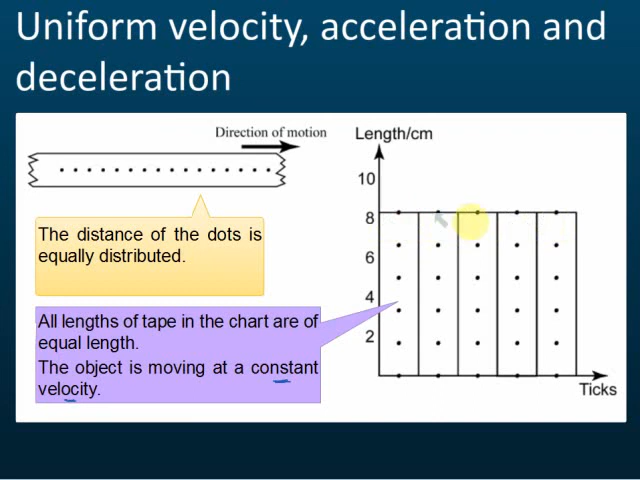 Uniform velocity, acceleration and
deceleration
Direction of motion
The distance of the dots is
equally distributed.
All lengths of tape in the chart are of
equal length.
The object is moving at a constant
velocity.
Length/cm
10
8
6
4
2
Ticks